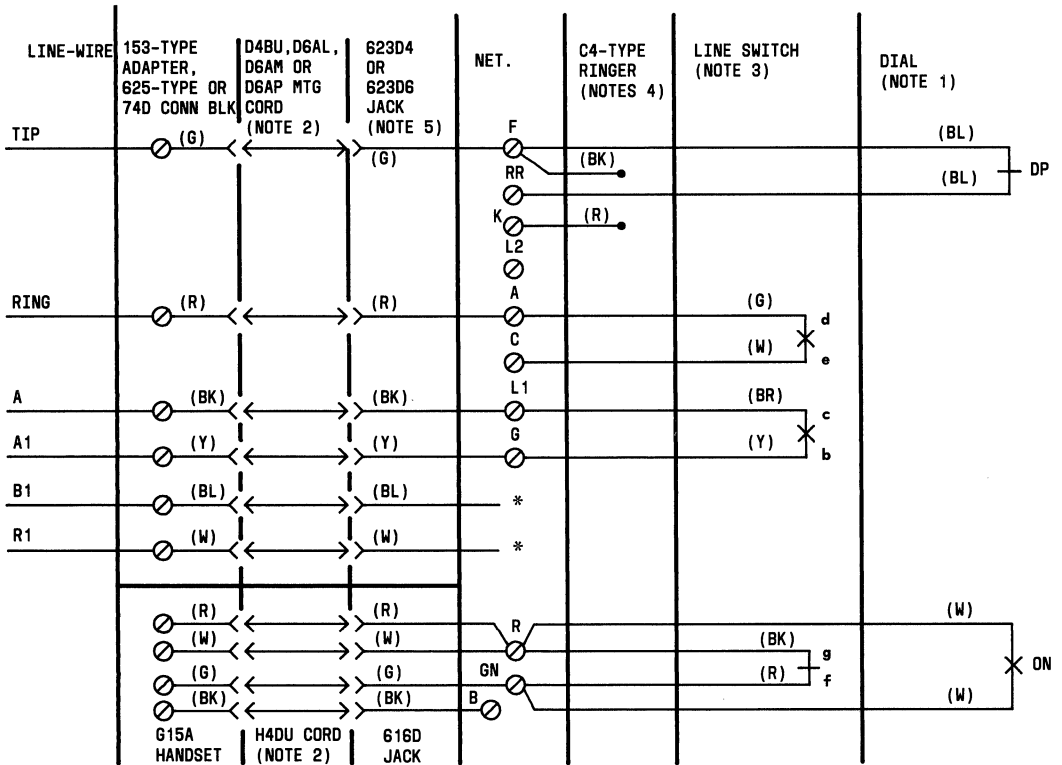 LINE-WIRE
153-TYPE
ADAPTER,
625-TYPE OR
74D CONN BLK
D4BU,D6AL,
D6AM OR
D6AP MTG
CORD
(NOTE 2)
623D4
OR
623D6
JACK
(NOTE 5)
NET.
C4-TYPE
RINGER
(NOTES 4)
LINE SWITCH
(NOTE 3)
DIAL
(NOTE 1)
TIP
(G)
(G)
F
(BK)
(BL)
RR
(BL)
DP
K
(R)
L2
RING
(R)
(R)
A
(G)
d
C
(W)
e
A
(BK)
(BK)
L1
(BR)
c
A1
(Y)
(Y)
G
(Y)
b
B1
(BL)
(BL)
*
R1
(W)
(W)
*
(R)
(R)
R
(W)
(W)
(W)
(BK)
g
ON
(G)
(G)
GN
(R)
f
(BK)
(BK)
B
(W)
G15A
HANDSET
H4DU CORD
(NOTE 2)
616D
JACK